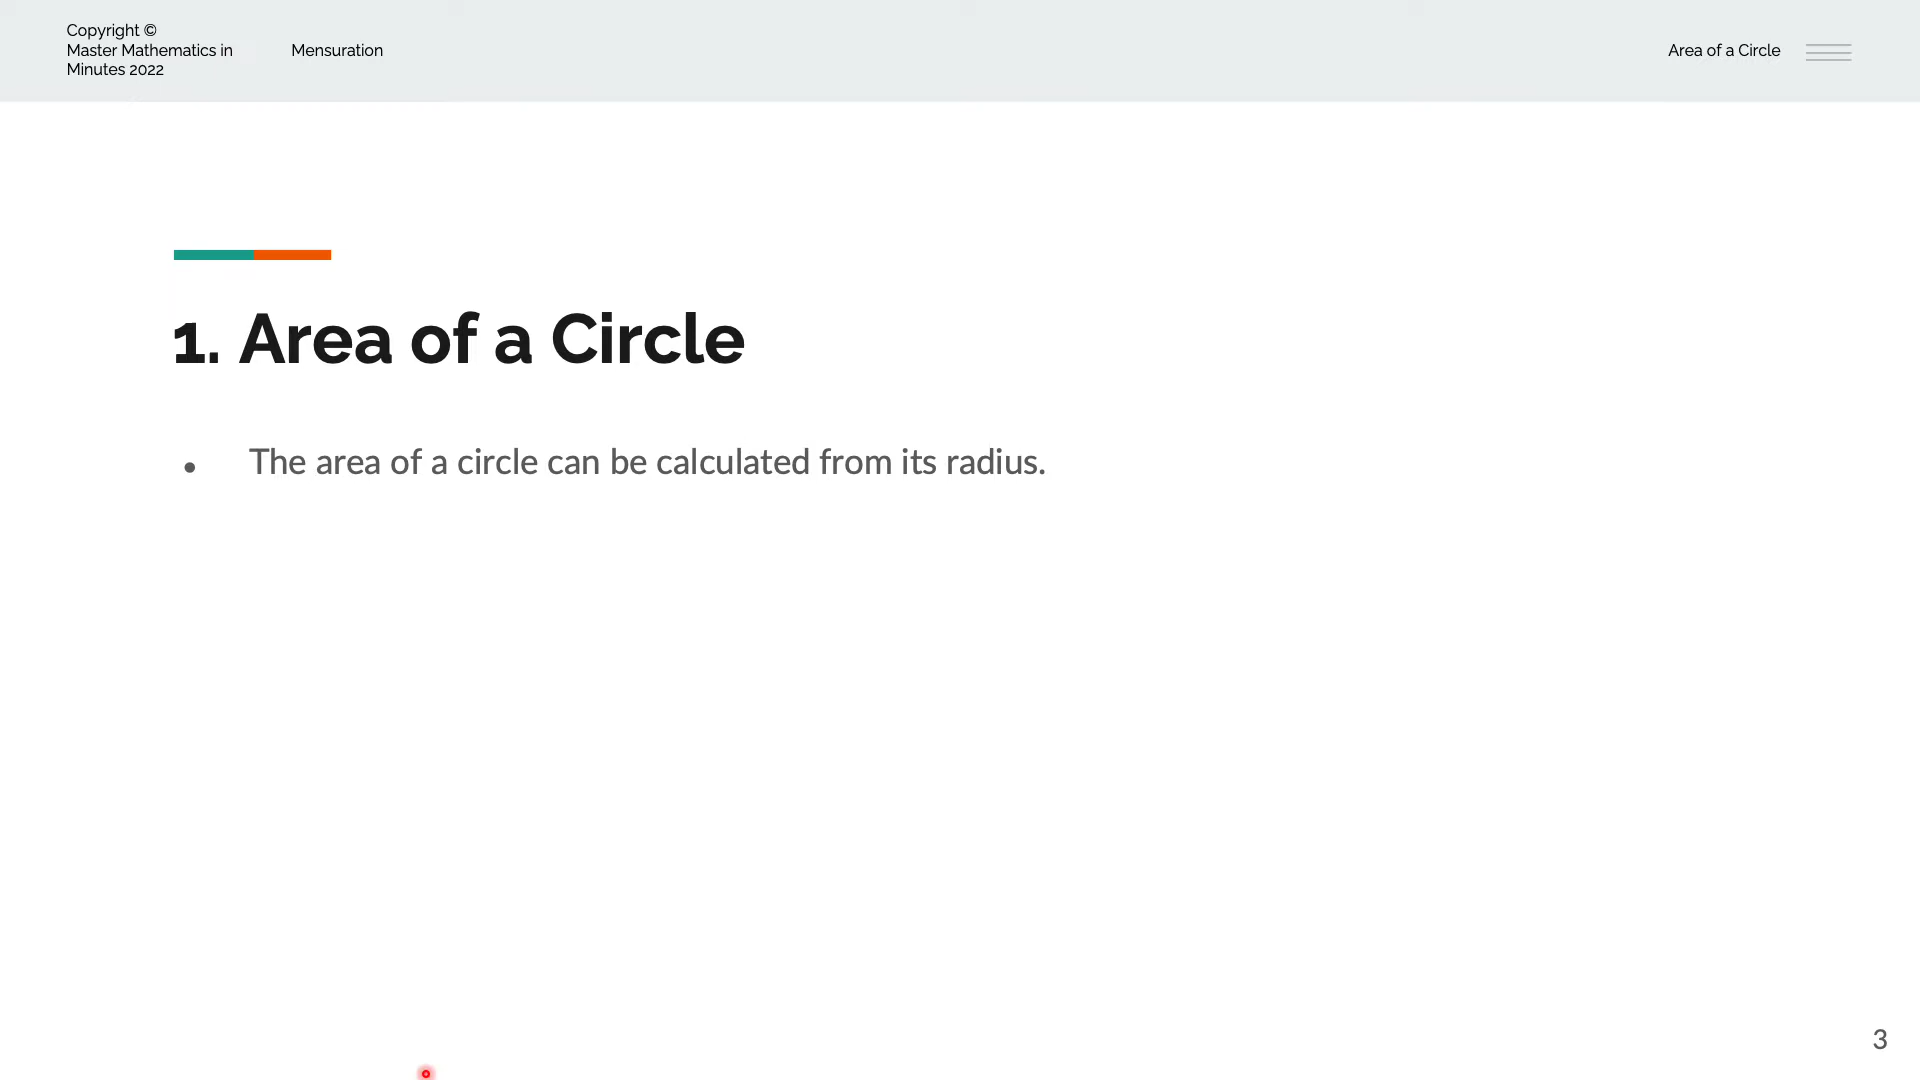 Copyright ©
Master Mathematics in
Minutes 2022
Mensuration
Area of a Circle
1. Area of a Circle
● The area of a circle can be calculated from its radius.
3